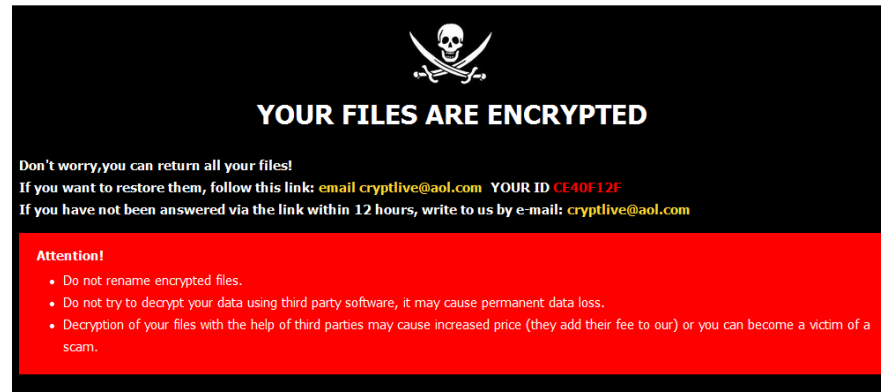 YOUR FILES ARE ENCRYPTED
Don't worry,you can return all your files!
If you want to restore them, follow this link: email cryptlive@aol.com YOUR ID CE40F12F
If you have not been answered via the link within 12 hours, write to us by e-mail: cryptlive@aol.com
Attention!
• Do not rename encrypted files.
• Do not try to decrypt your data using third party software, it may cause permanent data loss.
• Decryption of your files with the help of third parties may cause increased price (they add their fee to our) or you can become a victim of a
scam.